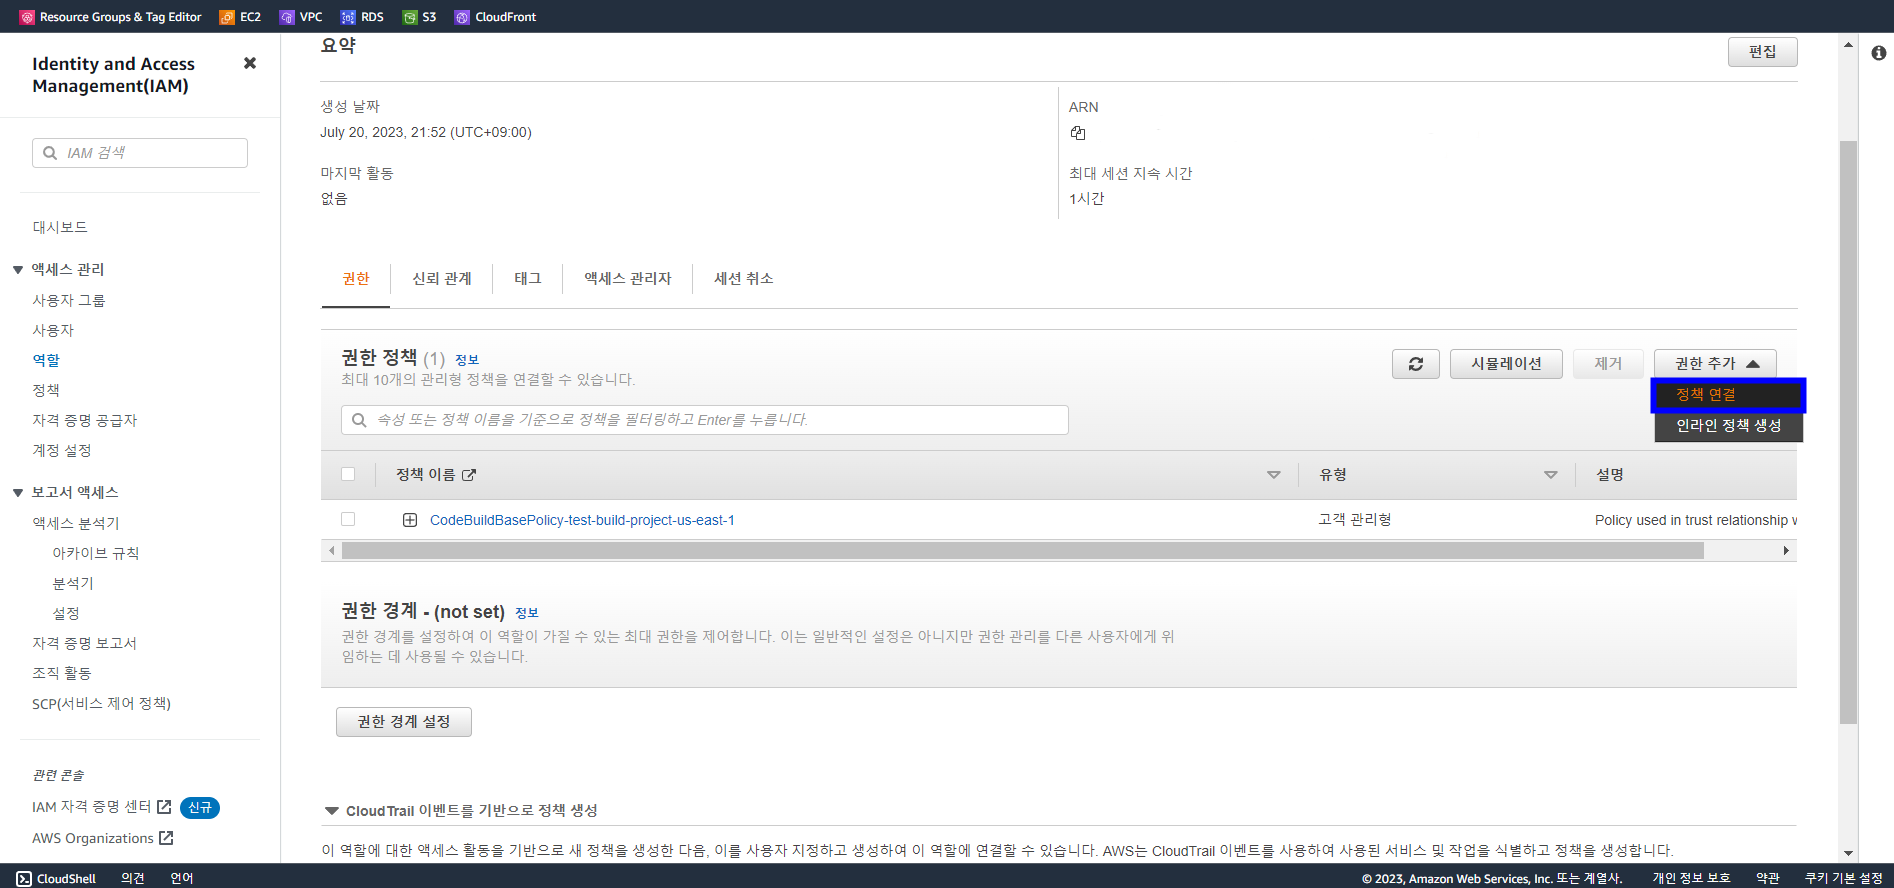 Resource Groups & Tag Editor EC2 VPC RDS S3 CloudFront
Identity and Access
Management(IAM)
IAM 검색
대시보드
액세스 관리
사용자 그룹
사용자
역할
정책
자격 증명 공급자
계정 설정
보고서 액세스
액세스 분석기
아카이브 규칙
분석기
설정
자격 증명 보고서
조직 활동
SCP(서비스 제어 정책)
관련 콘솔
IAM 자격 증명 센터 신규
AWS Organizations
요약
편집
생성 날짜
July 20, 2023, 21:52 (UTC+09:00)
마지막 활동
없음
ARN
최대 세션 지속 시간
1시간
권한 신뢰 관계 태그 액세스 관리자 세션 취소
권한 정책 (1) 정보
최대 10개의 관리형 정책을 연결할 수 있습니다.
시뮬레이션 제거 권한 추가
정책 연결
인라인 정책 생성
속성 또는 정책 이름을 기준으로 정책을 필터링하고 Enter를 누릅니다.
정책 이름 유형 설명
CodeBuildBasePolicy-test-build-project-us-east-1 고객 관리형 Policy used in trust relationship w
권한 경계 - (not set) 정보
권한 경계를 설정하여 이 역할이 가질 수 있는 최대 권한을 제어합니다. 이는 일반적인 설정은 아니지만 권한 관리를 다른 사용자에게 위
임하는 데 사용될 수 있습니다.
권한 경계 설정
CloudTrail 이벤트를 기반으로 정책 생성
이 역할에 대한 액세스 활동을 기반으로 새 정책을 생성한 다음, 이를 사용자 지정하고 생성하여 이 역할에 연결할 수 있습니다. AWS는 CloudTrail 이벤트를 사용하여 사용된 서비스 및 작업을 식별하고 정책을 생성합니다.
CloudShell 의견 언어
© 2023, Amazon Web Services, Inc. 또는 계열사. 개인 정보 보호 약관 쿠키 기본 설정